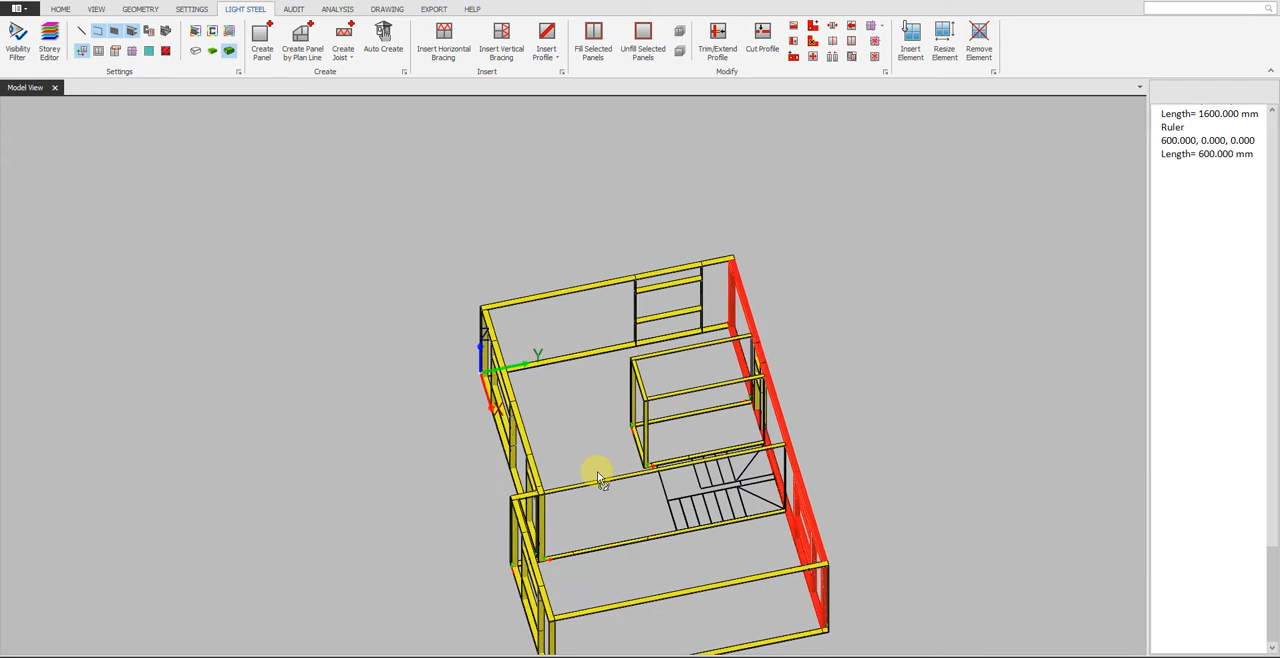 HOME VIEW GEOMETRY SETTINGS LIGHT STEEL AUDIT ANALYSIS DRAWING EXPORT HELP
Visibility Filter
Storey Editor
Settings
Create Panel
Create Panel by Plan Line
Create Joist
Auto Create
Create
Insert Horizontal Bracing
Insert Vertical Bracing
Insert Profile
Insert
Fill Selected Panels
Unfill Selected Panels
Trim/Extend Profile
Cut Profile
Modify
Insert Element
Resize Element
Remove Element
Model View
Length= 1600.000 mm
Ruler
600.000, 0.000, 0.000
Length= 600.000 mm
Z
Y
X